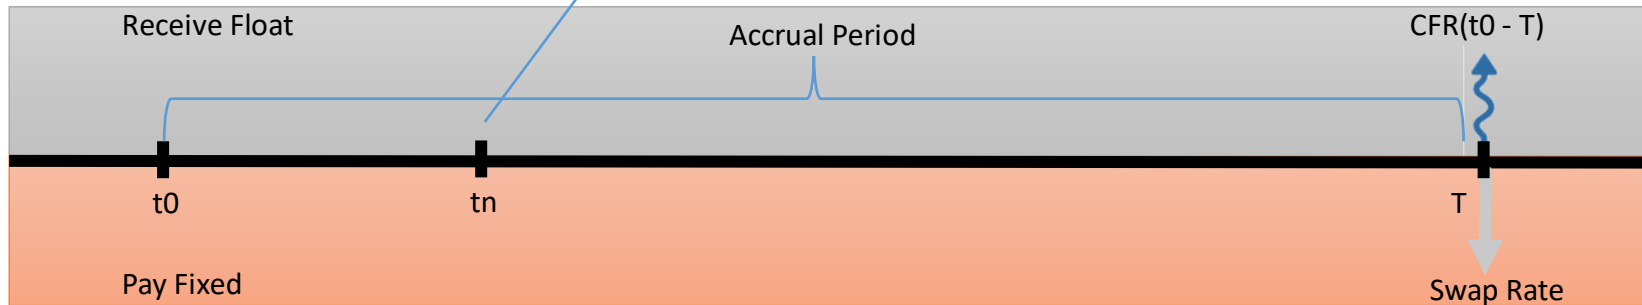 Receive Float
Accrual Period
CFR(t0 - T)
t0
tn
T
Pay Fixed
Swap Rate